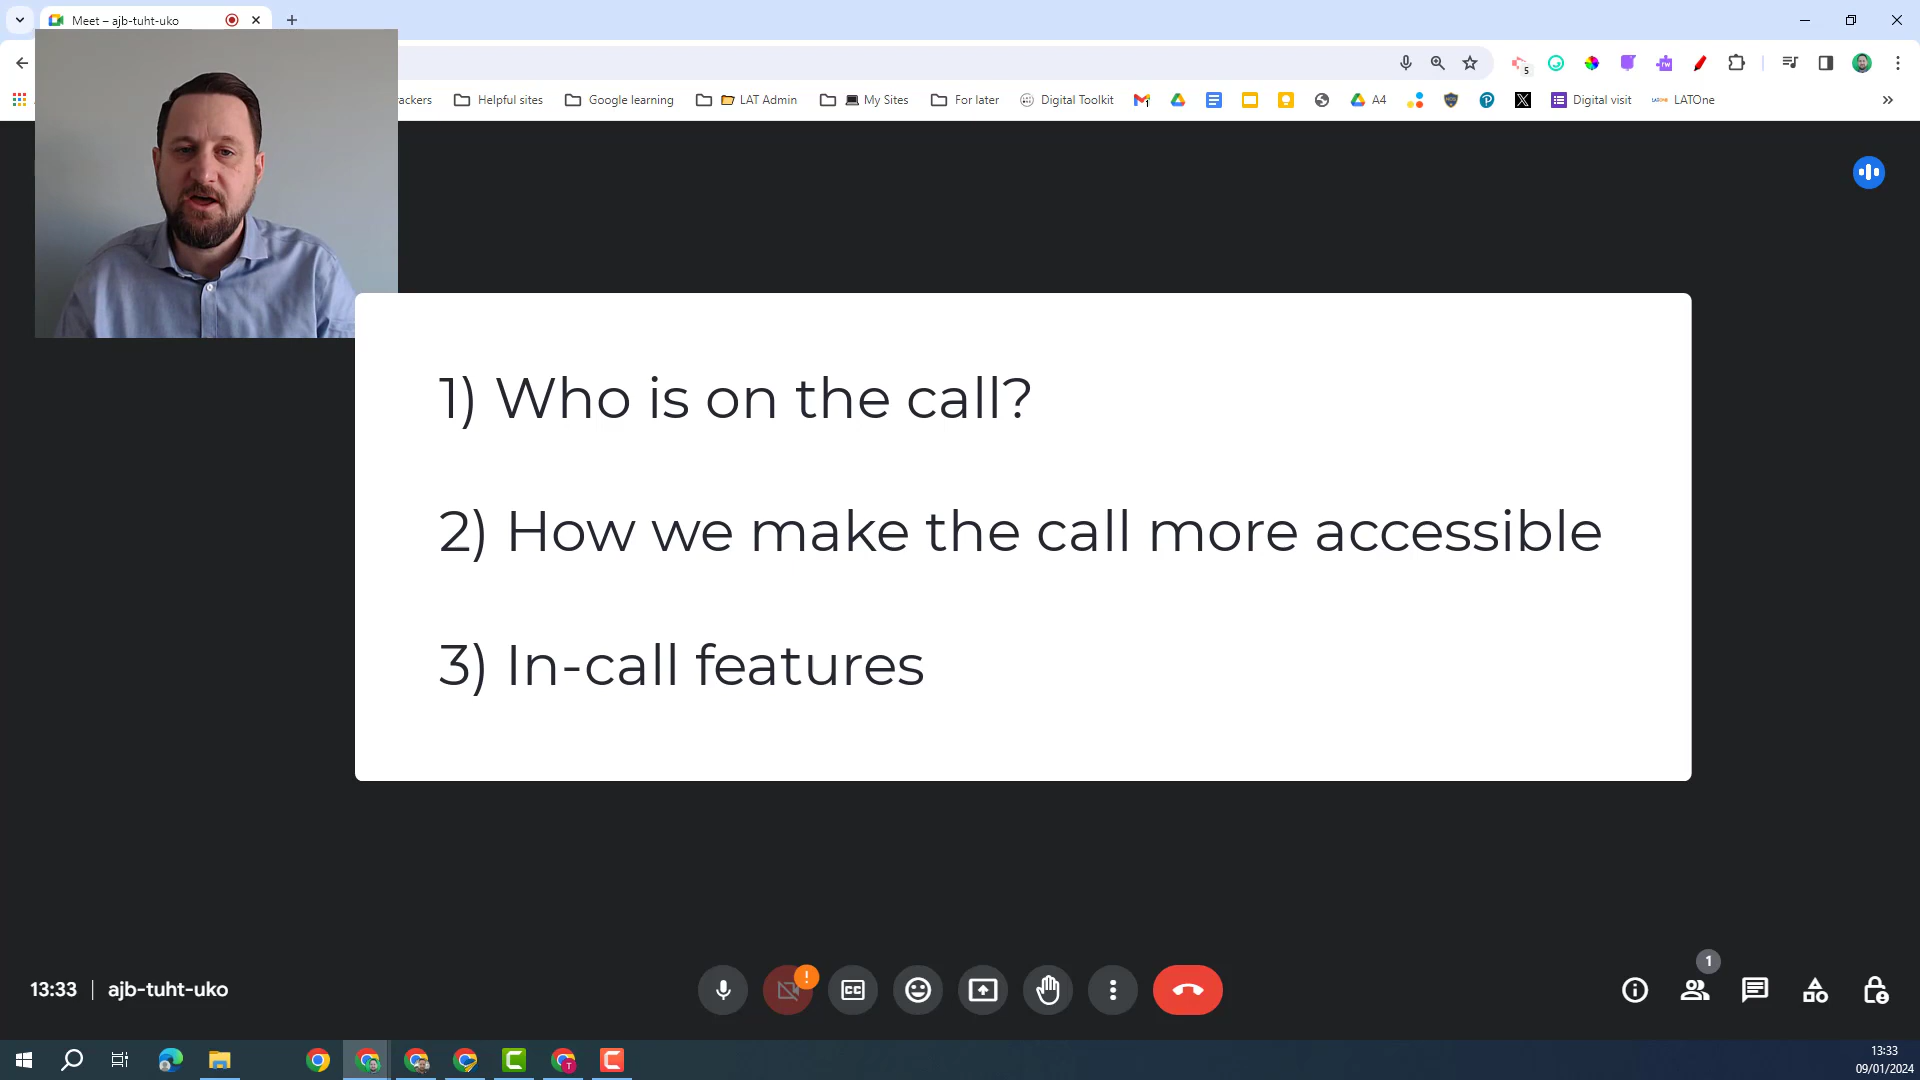 Meet – ajb-tuht-uko
Helpful sites
Google learning
LAT Admin
My Sites
For later
Digital Toolkit
A4
Digital visit
LATOne
5
1) Who is on the call?
2) How we make the call more accessible
3) In-call features
13:33 | ajb-tuht-uko
CC
1
13:33
09/01/2024